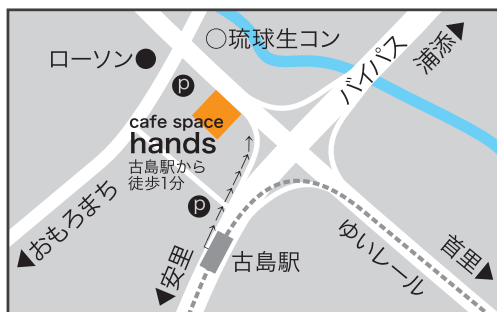 ローソン●
○琉球生コン
バイパス
浦添
p
cafe space
hands
古島駅から
徒歩1分
p
おもろまち
安里
古島駅
ゆいレール
首里